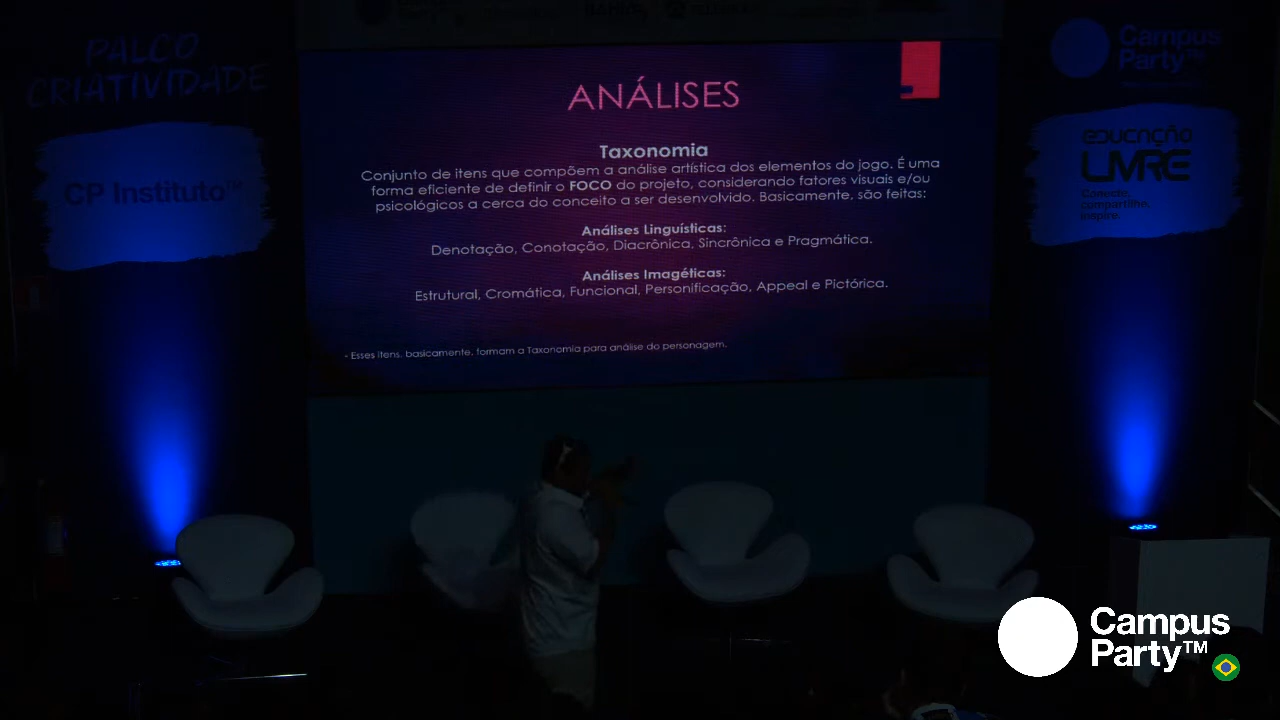 PALCO
CRIATIVIDADE
CP Instituto™
ANÁLISES
Taxonomia
Conjunto de itens que compõem a análise artística dos elementos do jogo. É uma
forma eficiente de definir o FOCO do projeto, considerando fatores visuais e/ou
psicológicos a cerca do conceito a ser desenvolvido. Basicamente, são feitas:
Análises Linguísticas:
Denotação, Conotação, Diacrônica, Sincrônica e Pragmática.
Análises Imagéticas:
Estrutural, Cromática, Funcional, Personificação, Appeal e Pictórica.
- Esses itens, basicamente, formam a Taxonomia para análise do personagem.
Campus
Party™
EDUCAÇÃO
LIVRE
Conecte,
compartilhe,
inspire.
Campus
Party™